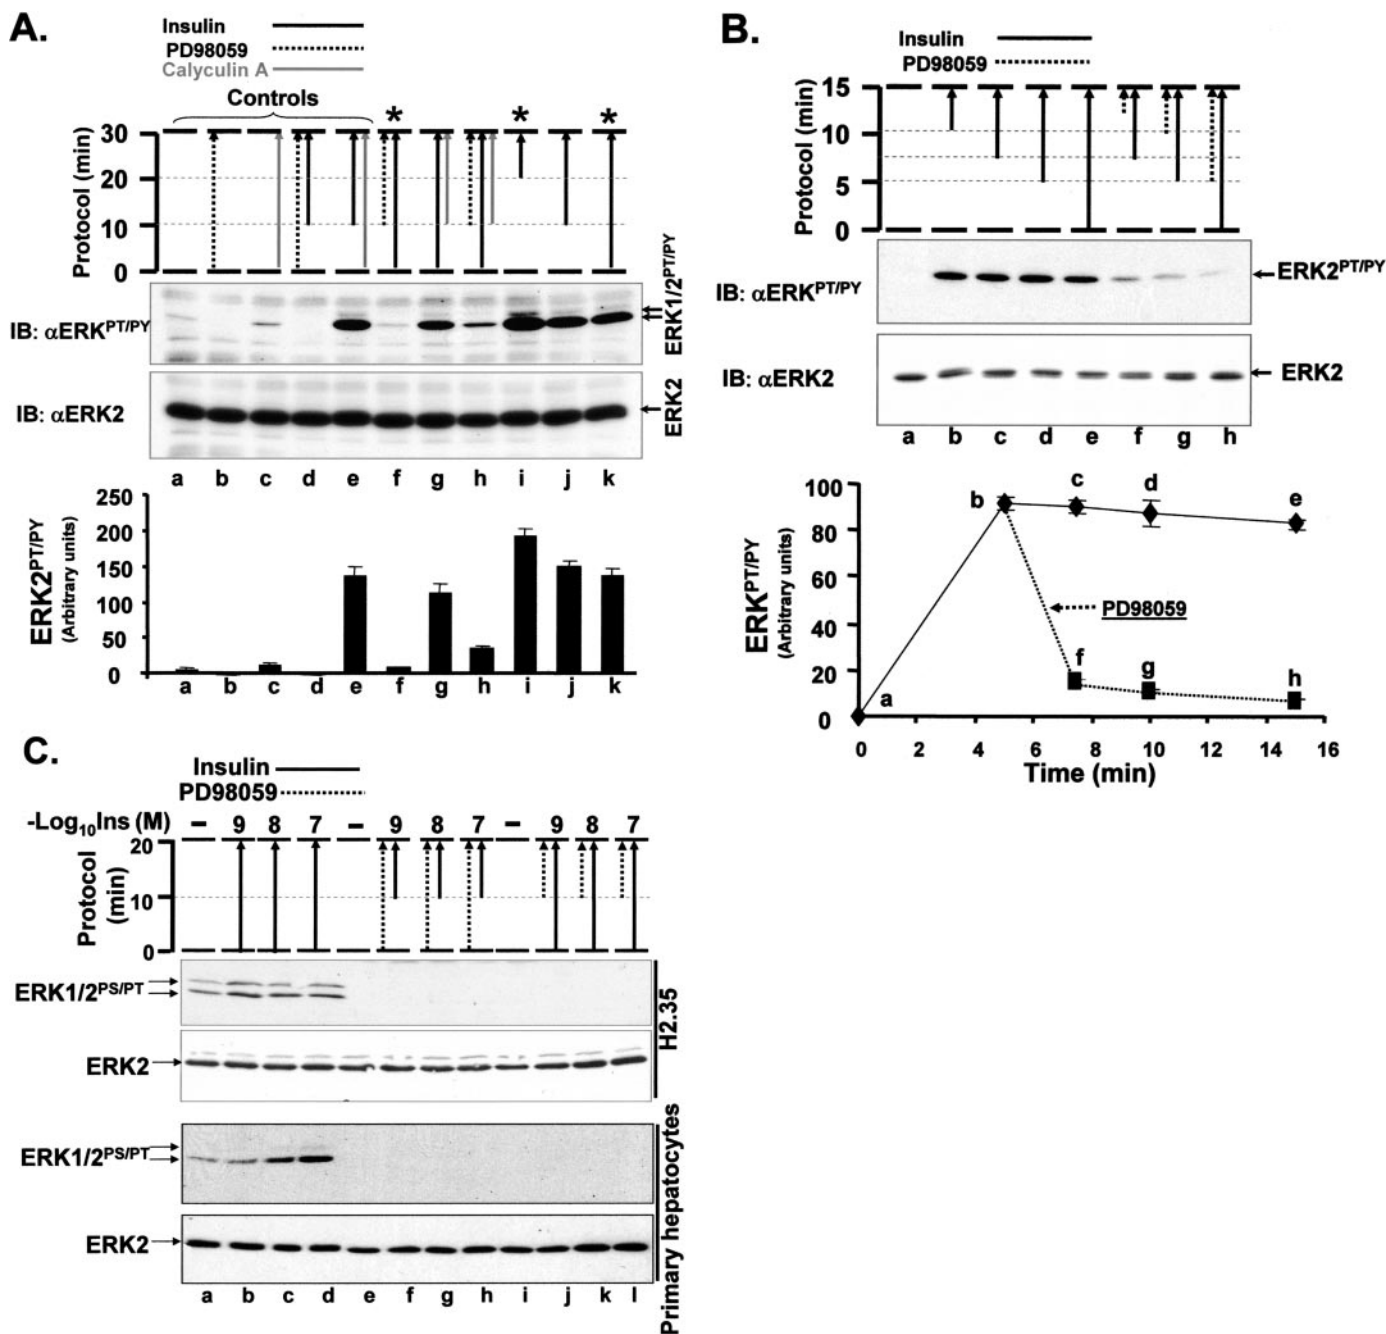 A.
Insulin
PD98059
Calyculin A
Controls
* * *
Protocol (min)
30
20
10
0
IB: αERK^PT/PY
ERK1/2^PT/PY
IB: αERK2
ERK2
a b c d e f g h i j k
ERK2^PT/PY
(Arbitrary units)
250
200
150
100
50
0
a b c d e f g h i j k
B.
Insulin
PD98059
Protocol (min)
15
10
5
0
IB: αERK^PT/PY
ERK2^PT/PY
IB: αERK2
ERK2
a b c d e f g h
ERK^PT/PY
(Arbitrary units)
100
80
60
40
20
0
a
b
c
d
e
PD98059
f
g
h
0 2 4 6 8 10 12 14 16
Time (min)
C.
Insulin
PD98059
-Log₁₀Ins (M)
– 9 8 7 – 9 8 7 – 9 8 7
Protocol
(min)
20
10
0
ERK1/2^PS/PT
ERK2
H2.35
ERK1/2^PS/PT
ERK2
Primary hepatocytes
a b c d e f g h i j k l